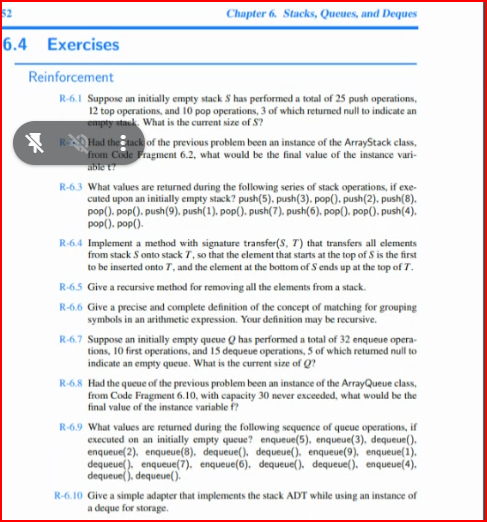 52
Chapter 6. Stacks, Queues, and Deques
6.4 Exercises
Reinforcement
R-6.1 Suppose an initially empty stack S has performed a total of 25 push operations,
12 top operations, and 10 pop operations, 3 of which returned null to indicate an
empty stack. What is the current size of S?
Had the stack of the previous problem been an instance of the ArrayStack class,
from Code Fragment 6.2, what would be the final value of the instance vari-
able t?
R-6.3 What values are returned during the following series of stack operations, if exe-
cuted upon an initially empty stack? push(5), push(3), pop(), push(2), push(8),
pop(), pop(), push(9), push(1), pop(), push(7), push(6), pop(), pop(), push(4),
pop(), pop().
R-6.4 Implement a method with signature transfer(S, T) that transfers all elements
from stack S onto stack T, so that the element that starts at the top of S is the first
to be inserted onto T, and the element at the bottom of S ends up at the top of T.
R-6.5 Give a recursive method for removing all the elements from a stack.
R-6.6 Give a precise and complete definition of the concept of matching for grouping
symbols in an arithmetic expression. Your definition may be recursive.
R-6.7 Suppose an initially empty queue Q has performed a total of 32 enqueue opera-
tions, 10 first operations, and 15 dequeue operations, 5 of which returned null to
indicate an empty queue. What is the current size of Q?
R-6.8 Had the queue of the previous problem been an instance of the ArrayQueue class,
from Code Fragment 6.10, with capacity 30 never exceeded, what would be the
final value of the instance variable f?
R-6.9 What values are returned during the following sequence of queue operations, if
executed on an initially empty queue? enqueue(5), enqueue(3), dequeue(),
enqueue(2), enqueue(8), dequeue(), dequeue(), enqueue(9), enqueue(1),
dequeue(), enqueue(7), enqueue(6), dequeue(), dequeue(), enqueue(4),
dequeue(), dequeue().
R-6.10 Give a simple adapter that implements the stack ADT while using an instance of
a deque for storage.